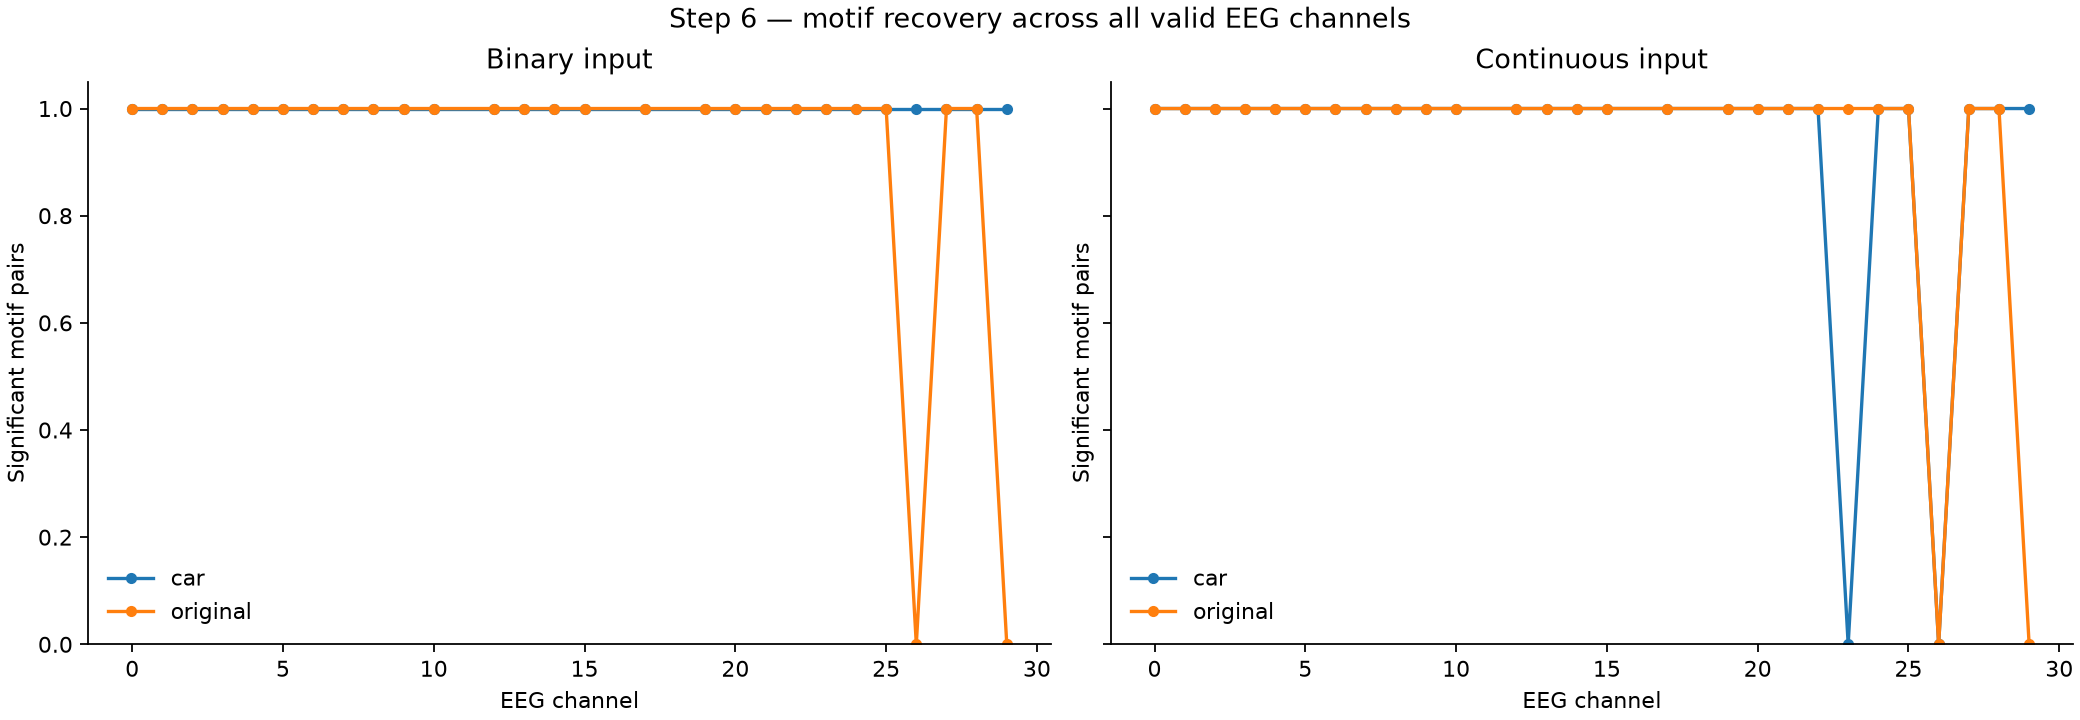 Step 6 — motif recovery across all valid EEG channels
Binary input
Significant motif pairs
1.0
0.8
0.6
0.4
0.2
0.0
car
original
0 5 10 15 20 25 30
EEG channel
Continuous input
Significant motif pairs
car
original
0 5 10 15 20 25 30
EEG channel